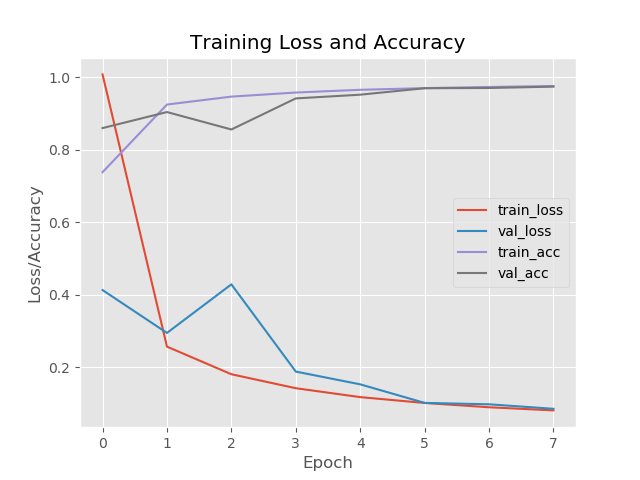 Training Loss and Accuracy
1.0
0.8
0.6
0.4
0.2
Loss/Accuracy
train_loss
val_loss
train_acc
val_acc
0 1 2 3 4 5 6 7
Epoch